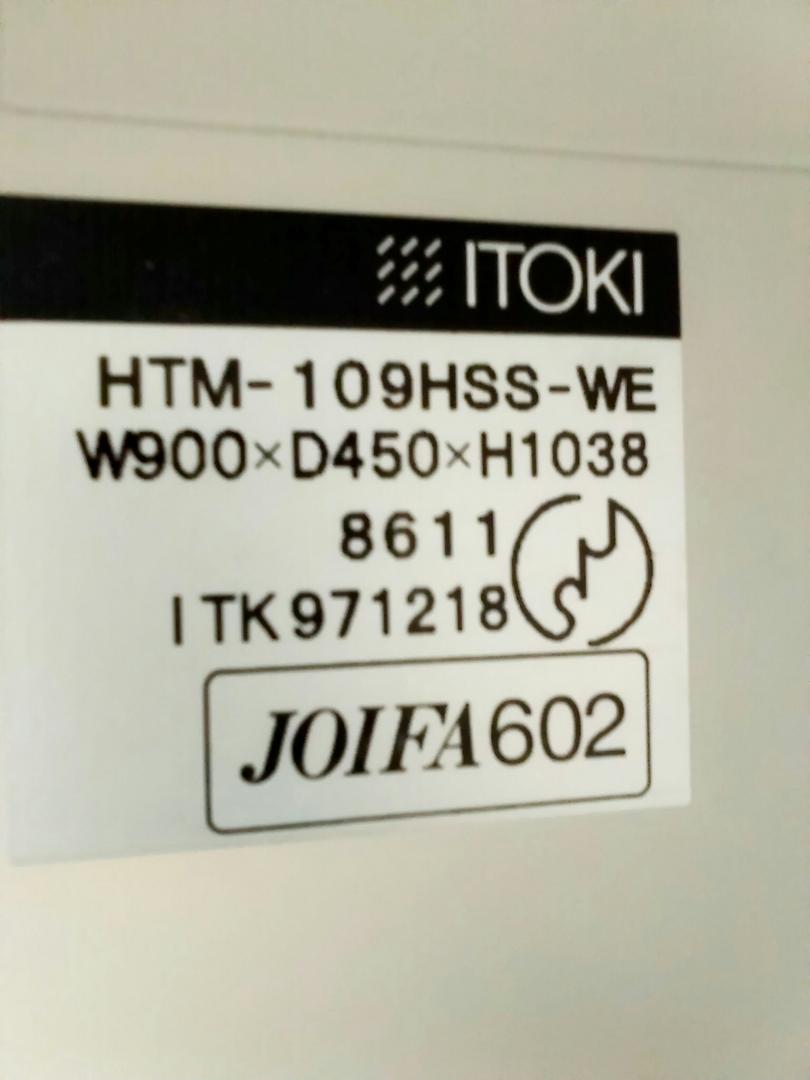 ITOKI
HTM-109HSS-WE
W900×D450×H1038
8611
ITK971218
JOIFA602